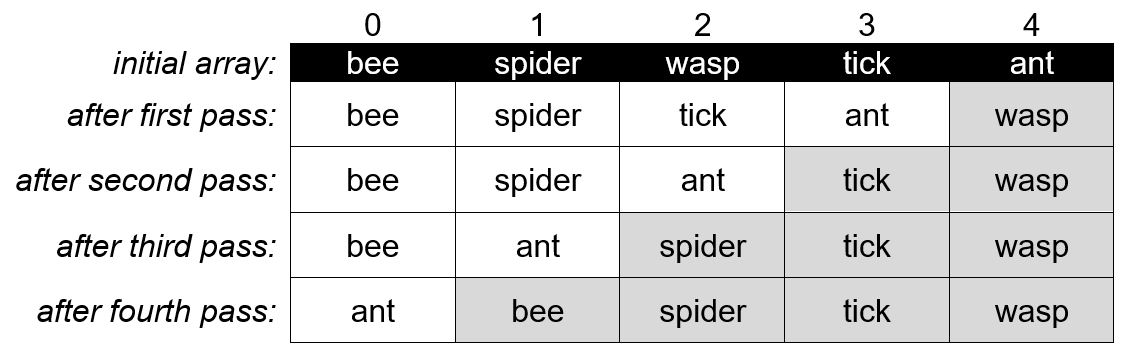 0 1 2 3 4
initial array: bee spider wasp tick ant
after first pass: bee spider tick ant wasp
after second pass: bee spider ant tick wasp
after third pass: bee ant spider tick wasp
after fourth pass: ant bee spider tick wasp